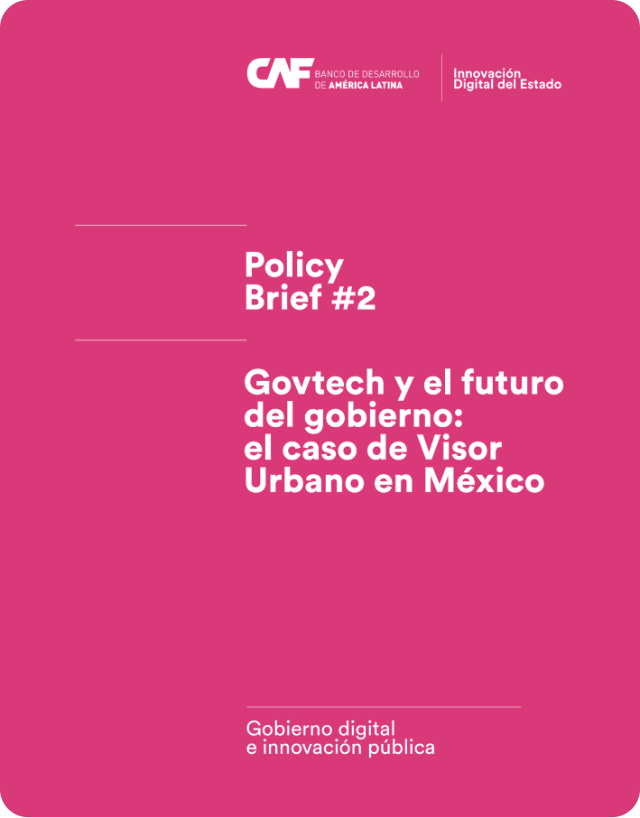 CAF BANCO DE DESARROLLO
DE AMÉRICA LATINA
Innovación
Digital del Estado
Policy
Brief #2
Govtech y el futuro
del gobierno:
el caso de Visor
Urbano en México
Gobierno digital
e innovación pública